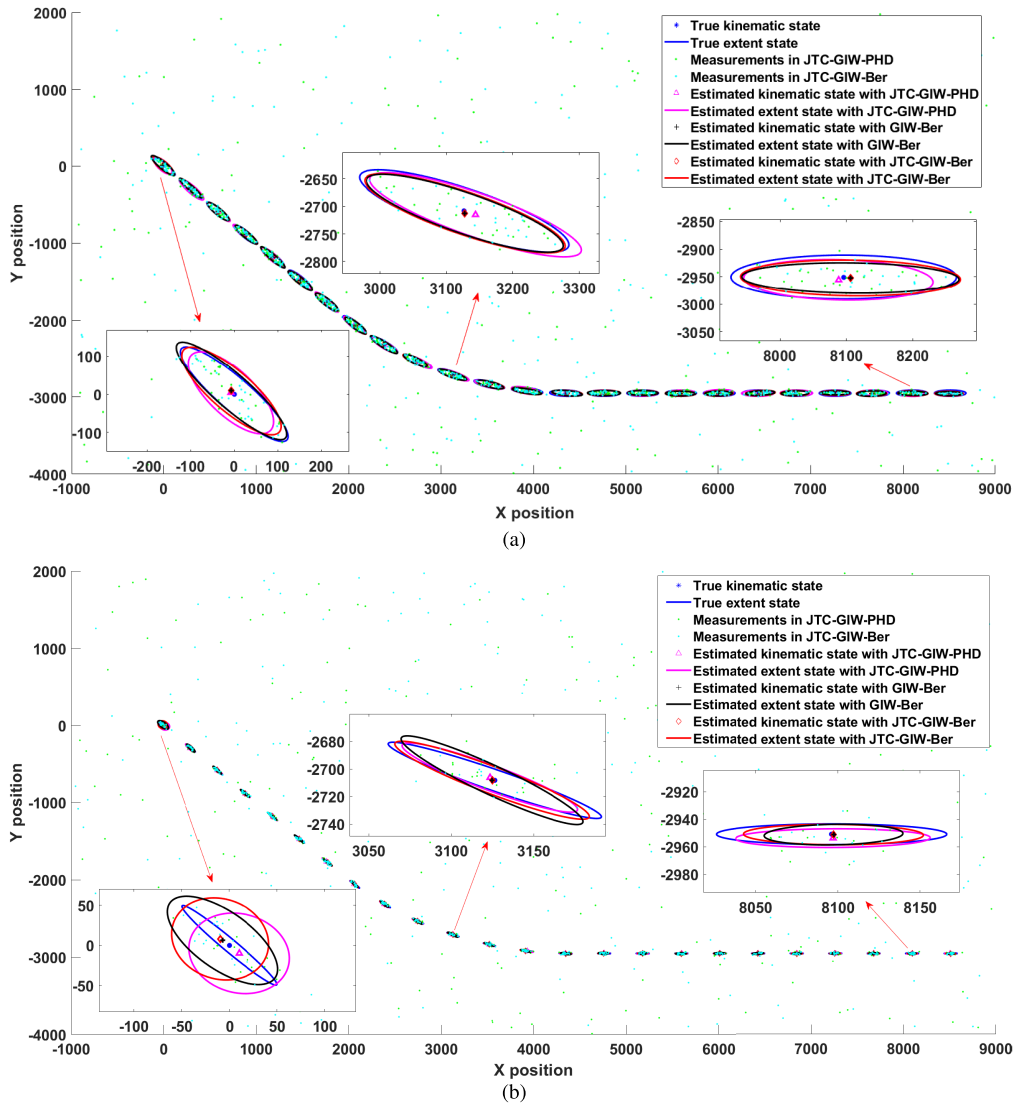 2000
1000
0
-1000
-2000
-3000
-4000
Y position
-1000 0 1000 2000 3000 4000 5000 6000 7000 8000 9000
X position
True kinematic state
True extent state
Measurements in JTC-GIW-PHD
Measurements in JTC-GIW-Ber
Estimated kinematic state with JTC-GIW-PHD
Estimated extent state with JTC-GIW-PHD
Estimated kinematic state with GIW-Ber
Estimated extent state with GIW-Ber
Estimated kinematic state with JTC-GIW-Ber
Estimated extent state with JTC-GIW-Ber
-2650
-2700
-2750
-2800
3000 3100 3200 3300
-2850
-2900
-2950
-3000
-3050
8000 8100 8200
100
0
-100
-200 -100 0 100 200
(a)
2000
1000
0
-1000
-2000
-3000
-4000
Y position
-1000 0 1000 2000 3000 4000 5000 6000 7000 8000 9000
X position
True kinematic state
True extent state
Measurements in JTC-GIW-PHD
Measurements in JTC-GIW-Ber
Estimated kinematic state with JTC-GIW-PHD
Estimated extent state with JTC-GIW-PHD
Estimated kinematic state with GIW-Ber
Estimated extent state with GIW-Ber
Estimated kinematic state with JTC-GIW-Ber
Estimated extent state with JTC-GIW-Ber
-2680
-2700
-2720
-2740
3050 3100 3150
-2920
-2940
-2960
-2980
8050 8100 8150
50
0
-50
-100 -50 0 50 100
(b)